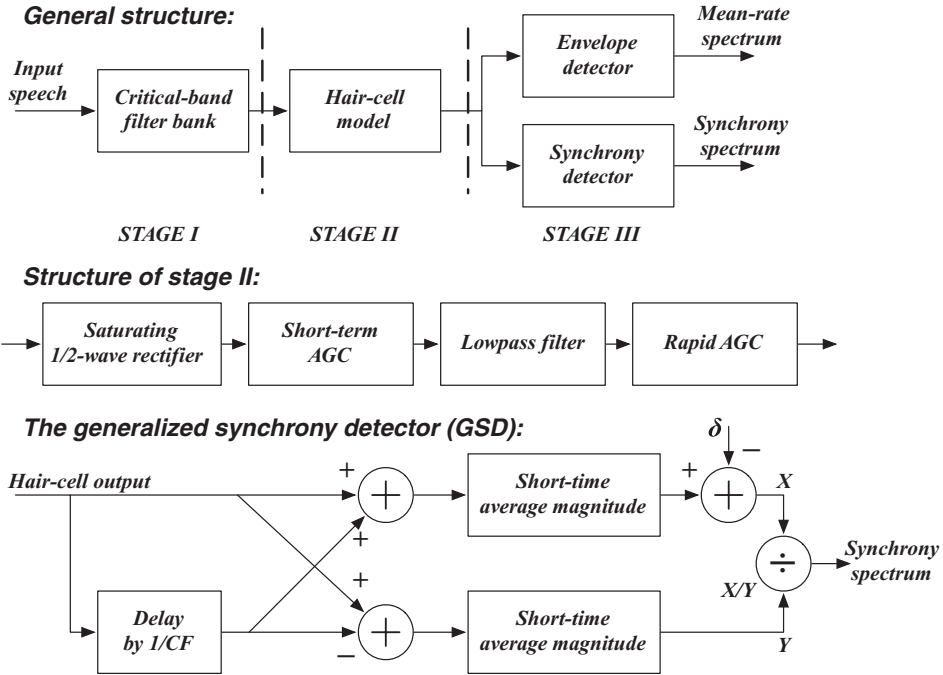 General structure:
Input
speech
Critical-band
filter bank
Hair-cell
model
Envelope
detector
Mean-rate
spectrum
Synchrony
detector
Synchrony
spectrum
STAGE I
STAGE II
STAGE III
Structure of stage II:
Saturating
1/2-wave rectifier
Short-term
AGC
Lowpass filter
Rapid AGC
The generalized synchrony detector (GSD):
Hair-cell output
+
+
+
Short-time
average magnitude
δ
−
+
+
X
÷
X/Y
Synchrony
spectrum
Delay
by 1/CF
+
−
+
Short-time
average magnitude
Y